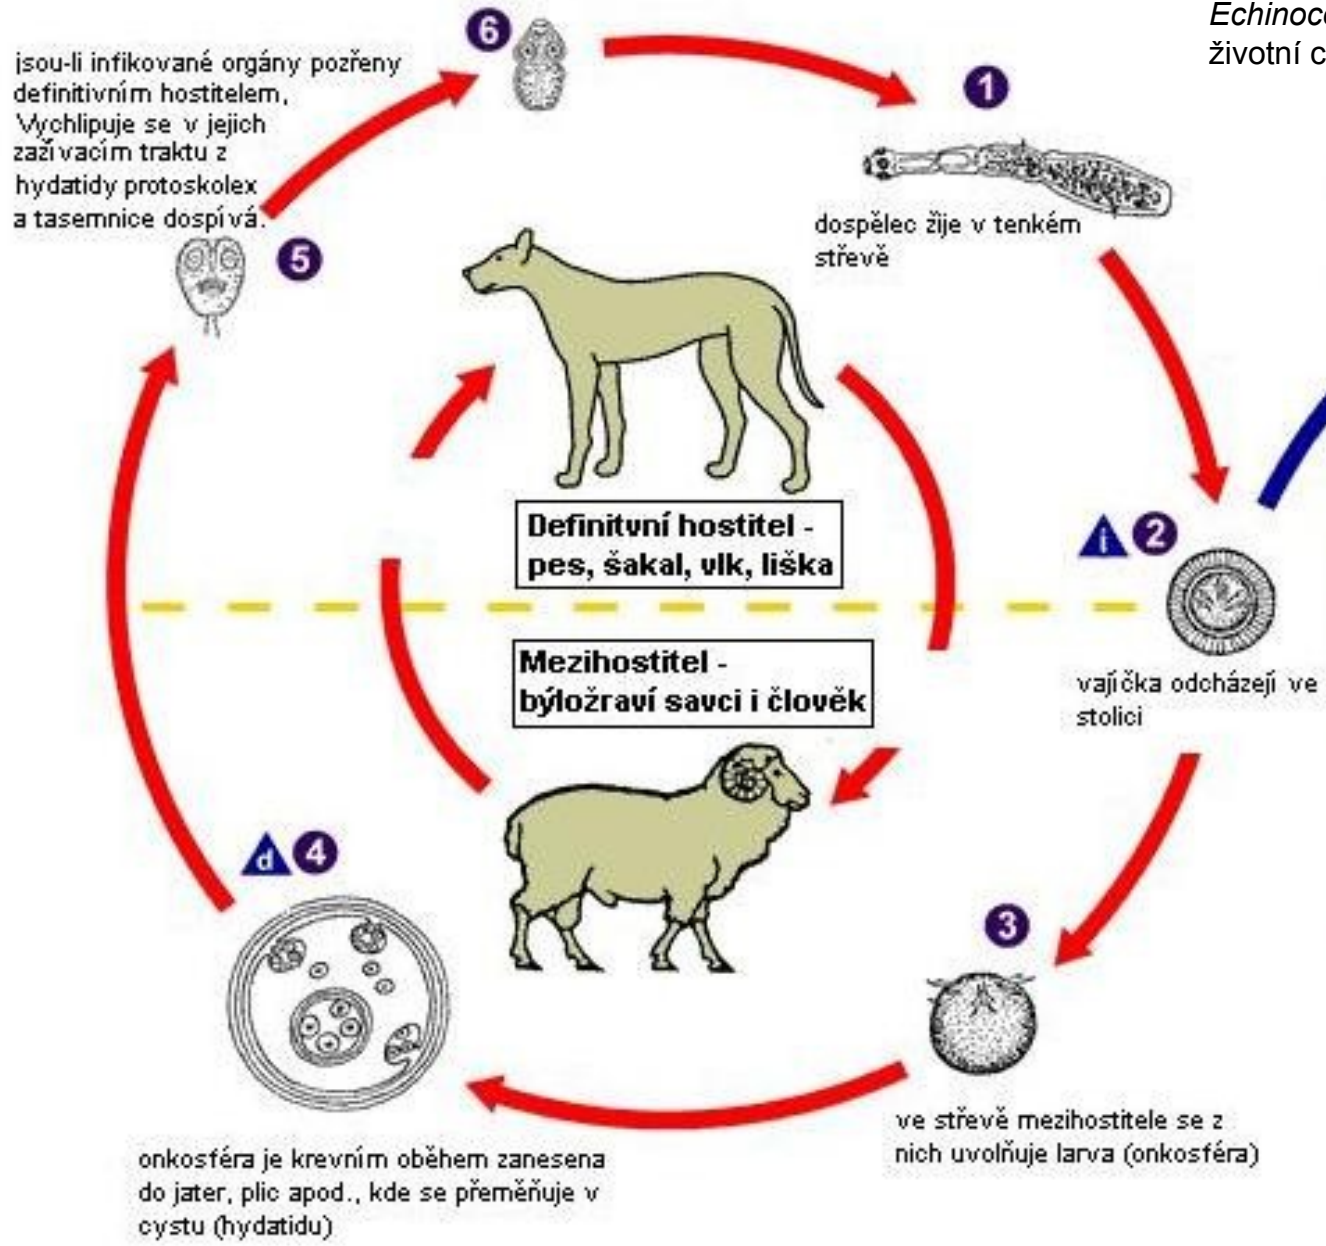 životní c
6
jsou-li infikované orgány pozřeny
definitivním hostitelem,
Vychlipuje se v jejich
zažívacím traktu z
hydatidy protoskolex
a tasemnice dospívá.
1
dospělec žije v tenkém
střevě
5
Definitvní hostitel -
pes, šakal, vlk, liška
i 2
Mezihostitel -
býložraví savci i člověk
vajíčka odcházejí ve
stolici
d 4
3
ve střevě mezihostitele se z
nich uvolňuje larva (onkosféra)
onkosféra je krevním oběhem zanesena
do jater, plic apod., kde se přeměňuje v
cystu (hydatidu)